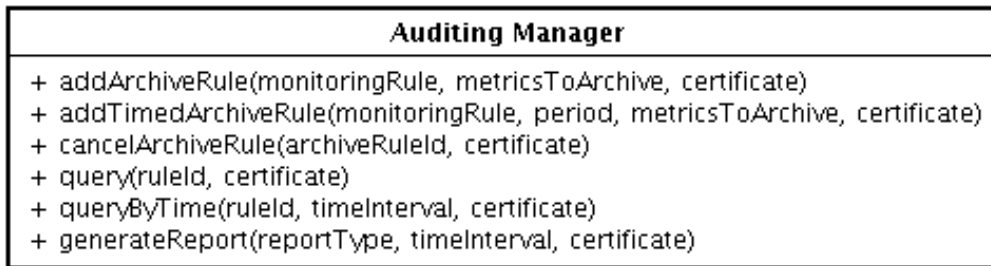 Auditing Manager
+ addArchiveRule(monitoringRule, metricsToArchive, certificate)
+ addTimedArchiveRule(monitoringRule, period, metricsToArchive, certificate)
+ cancelArchiveRule(archiveRuleId, certificate)
+ query(ruleId, certificate)
+ queryByTime(ruleId, timeInterval, certificate)
+ generateReport(reportType, timeInterval, certificate)